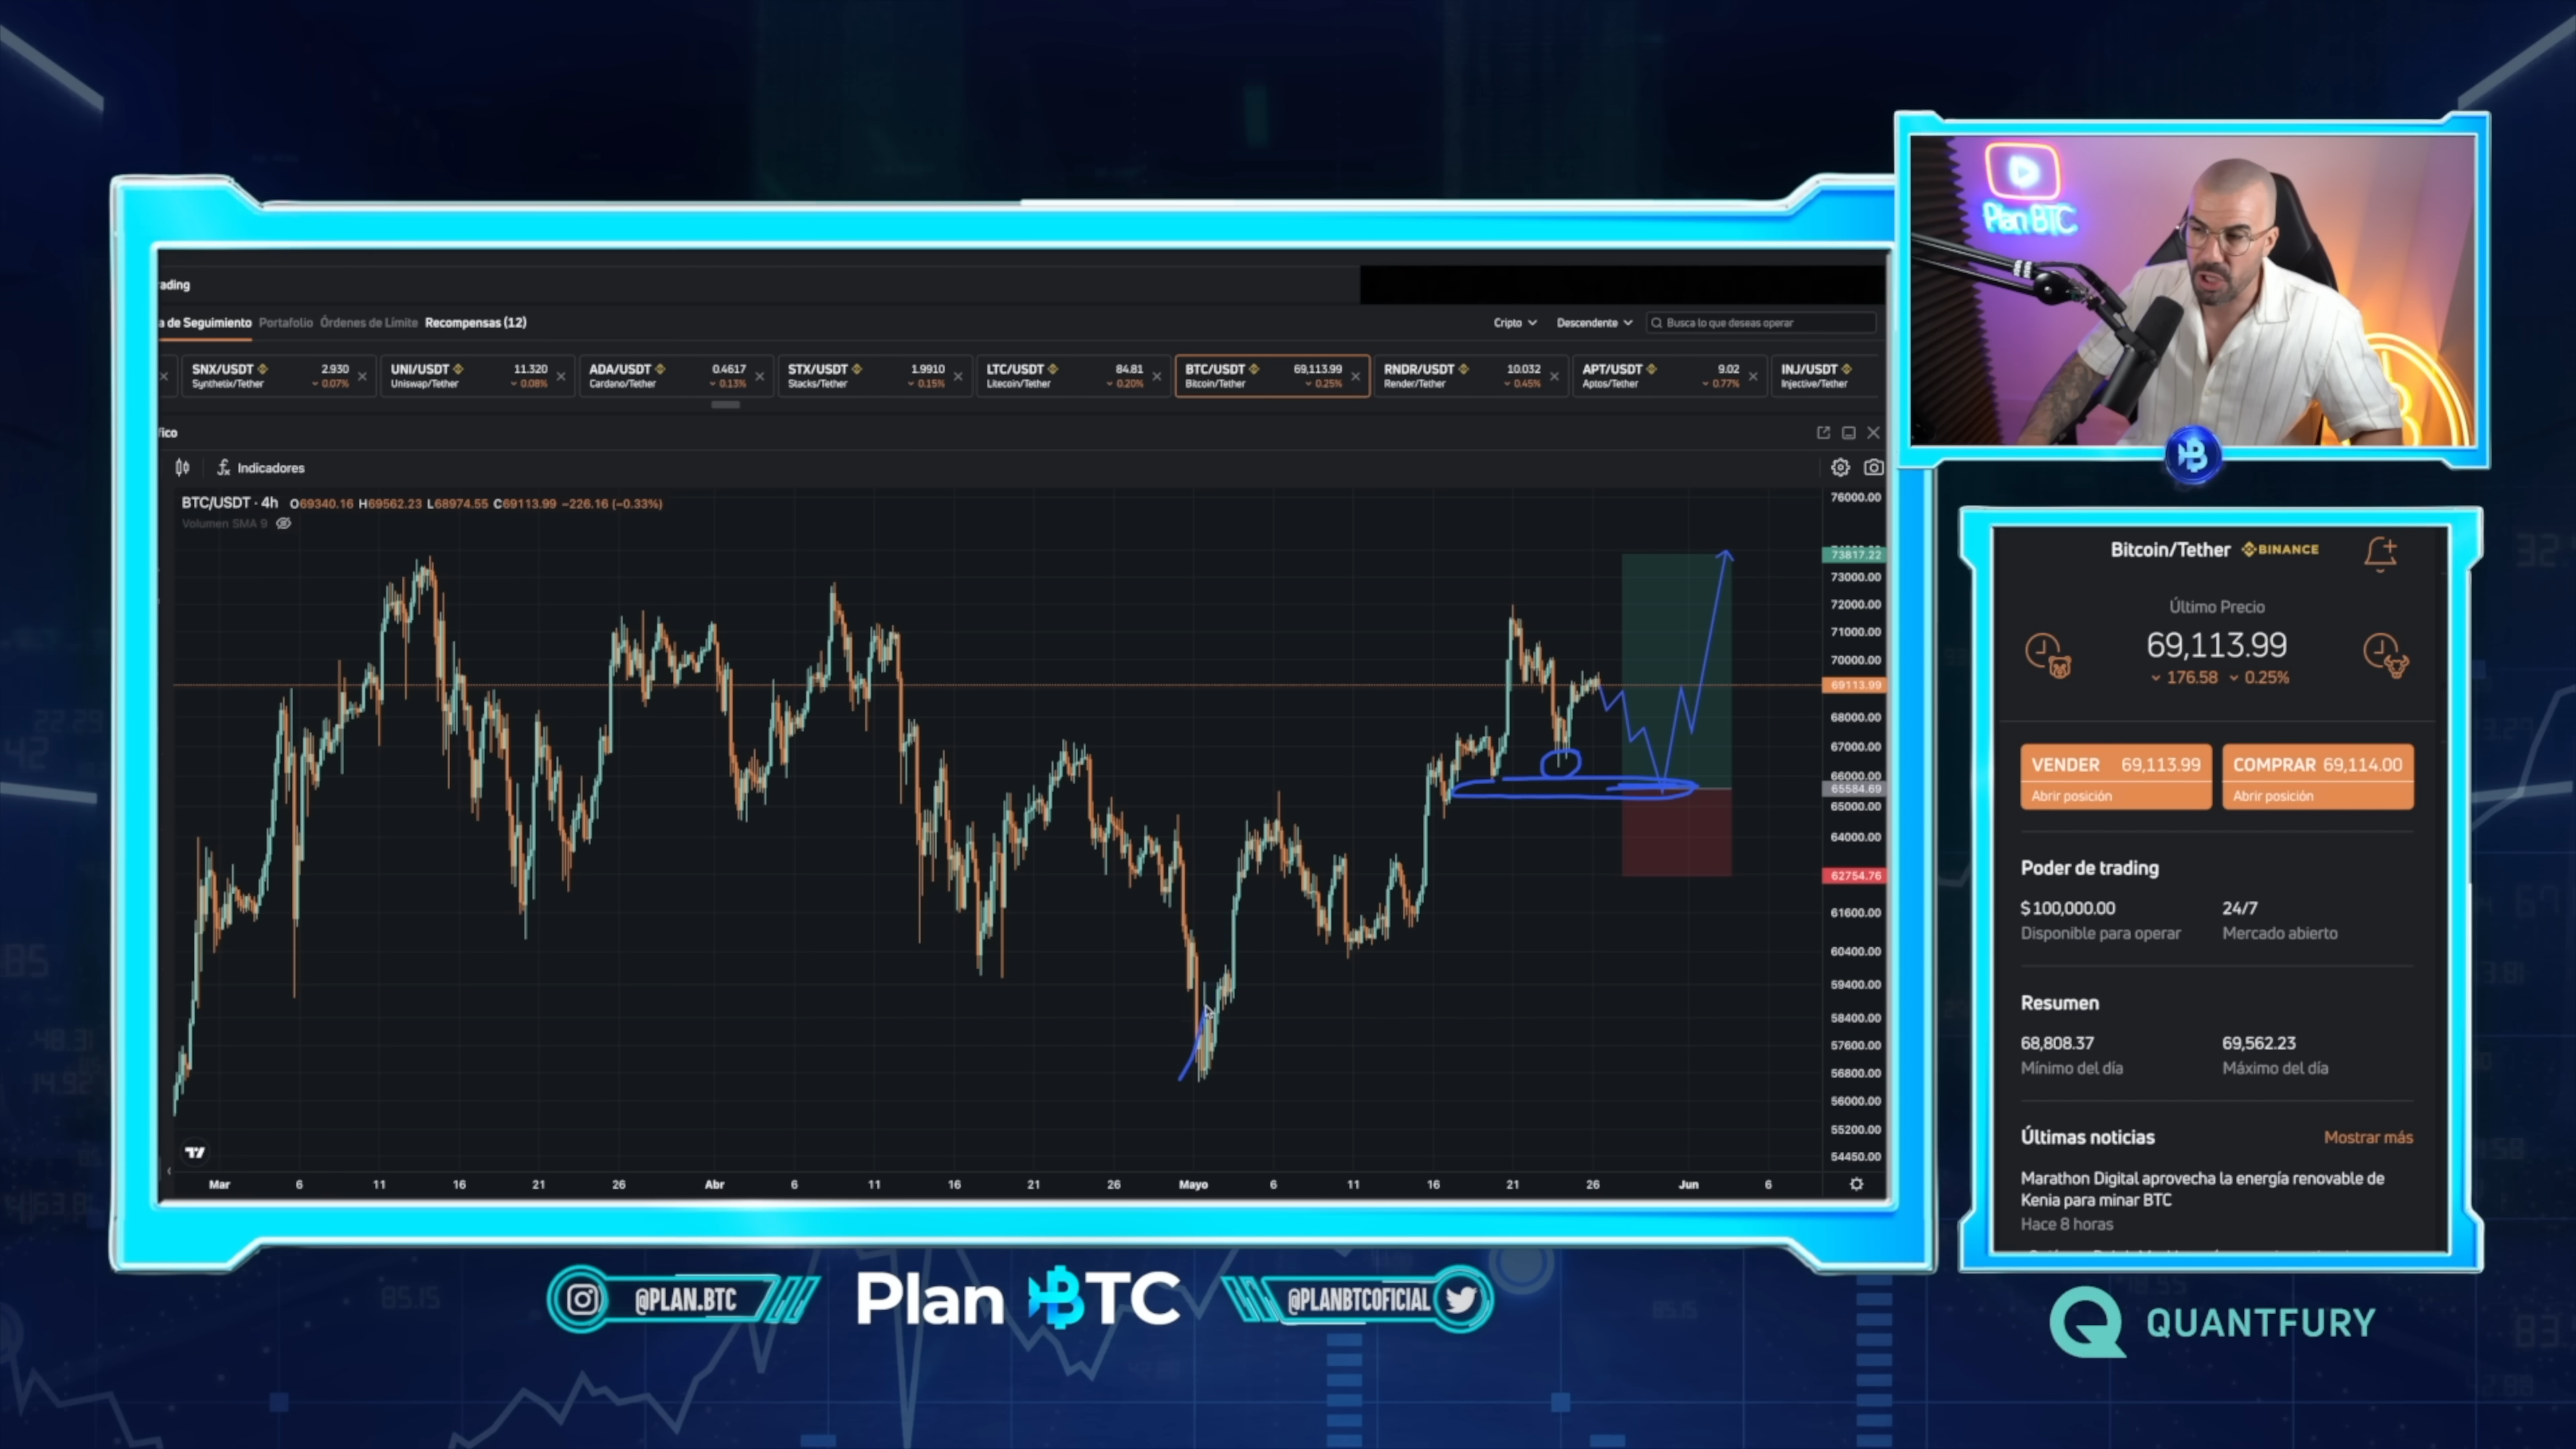 Plan BTC
ading
a de Seguimiento Portafolio Órdenes de Límite Recompensas (12)
Cripto Descendente Busca lo que deseas operar
SNX/USDT 2.930
Synthetix/Tether 0.07%
UNI/USDT 11.320
Uniswap/Tether 0.08%
ADA/USDT 0.4617
Cardano/Tether 0.13%
STX/USDT 1.9910
Stacks/Tether 0.15%
LTC/USDT 84.81
Litecoin/Tether 0.20%
BTC/USDT 69,113.99
Bitcoin/Tether 0.25%
RNDR/USDT 10.032
Render/Tether 0.45%
APT/USDT 9.02
Aptos/Tether 0.77%
INJ/USDT
Injective/Tether
fico
Indicadores
BTC/USDT · 4h O69340.16 H69562.23 L68974.55 C69113.99 −226.16 (−0.33%)
Volumen SMA 9
76000.00
73817.22
73000.00
72000.00
71000.00
70000.00
69113.99
68000.00
67000.00
66000.00
65584.69
65000.00
64000.00
62754.76
61600.00
60400.00
59400.00
58400.00
57600.00
56800.00
56000.00
55200.00
54450.00
Mar 6 11 16 21 26 Abr 6 11 16 21 26 Mayo 6 11 16 21 26 Jun 6
Bitcoin/Tether BINANCE
Último Precio
69,113.99
176.58 0.25%
VENDER 69,113.99
Abrir posición
COMPRAR 69,114.00
Abrir posición
Poder de trading
$100,000.00 24/7
Disponible para operar Mercado abierto
Resumen
68,808.37 69,562.23
Mínimo del día Máximo del día
Últimas noticias Mostrar más
Marathon Digital aprovecha la energía renovable de
Kenia para minar BTC
Hace 8 horas
@PLAN.BTC
Plan BTC
@PLANBTCOFICIAL
QUANTFURY